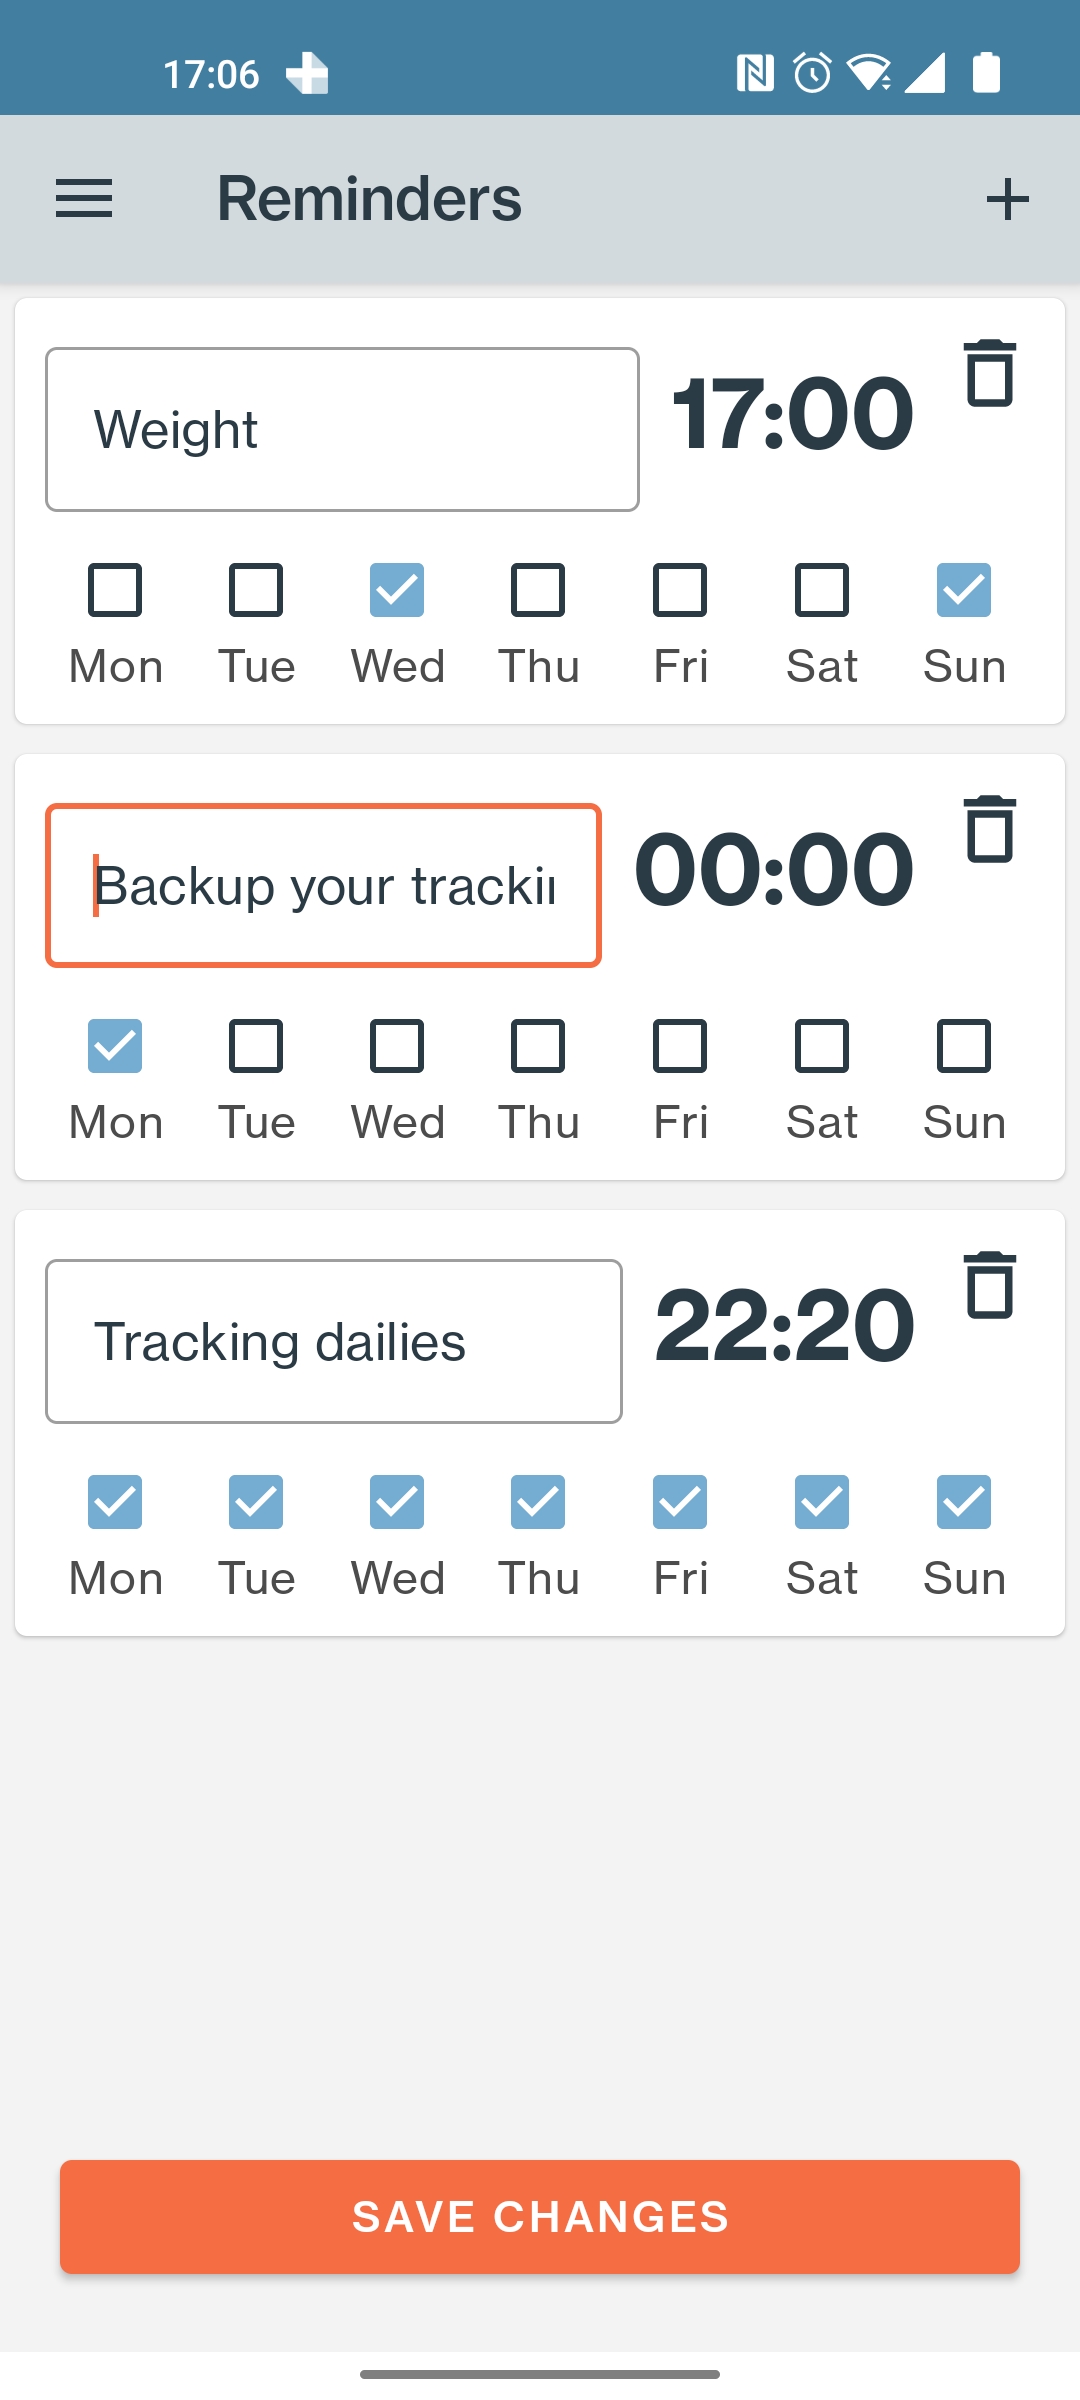 17:06
Reminders
Weight 17:00
Mon Tue Wed Thu Fri Sat Sun
Backup your 00:00
Mon Tue Wed Thu Fri Sat Sun
Tracking dailies 22:20
Mon Tue Wed Thu Fri Sat Sun
SAVE CHANGES